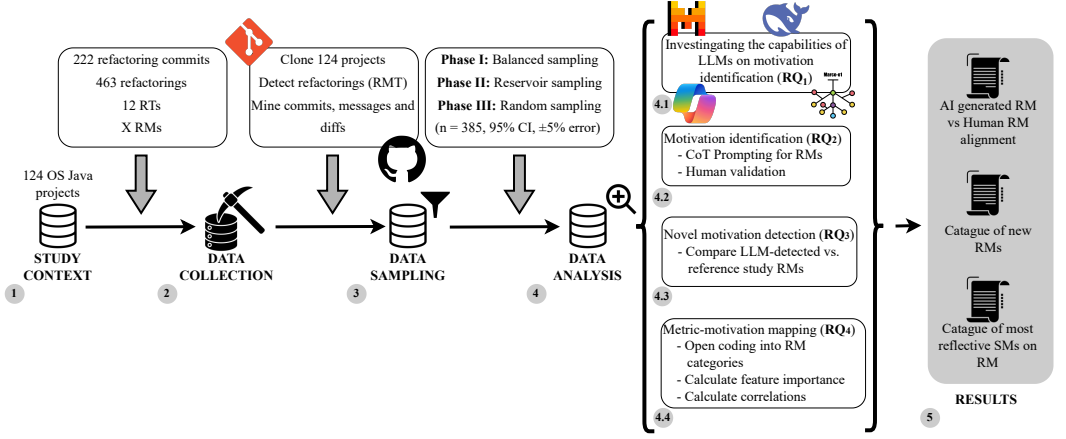 222 refactoring commits
463 refactorings
12 RTs
X RMs
Clone 124 projects
Detect refactorings (RMT)
Mine commits, messages and
diffs
Phase I: Balanced sampling
Phase II: Reservoir sampling
Phase III: Random sampling
(n = 385, 95% CI, ±5% error)
124 OS Java
projects
STUDY
CONTEXT
1
DATA
COLLECTION
2
DATA
SAMPLING
3
DATA
ANALYSIS
4
Investigating the capabilities of
LLMs on motivation
identification (RQ1)
Marco-o1
4.1
Motivation identification (RQ2)
- CoT Prompting for RMs
- Human validation
4.2
Novel motivation detection (RQ3)
- Compare LLM-detected vs.
reference study RMs
4.3
Metric-motivation mapping (RQ4)
- Open coding into RM
categories
- Calculate feature importance
- Calculate correlations
4.4
AI generated RM
vs Human RM
alignment
Catague of new
RMs
Catague of most
reflective SMs on
RM
RESULTS
5